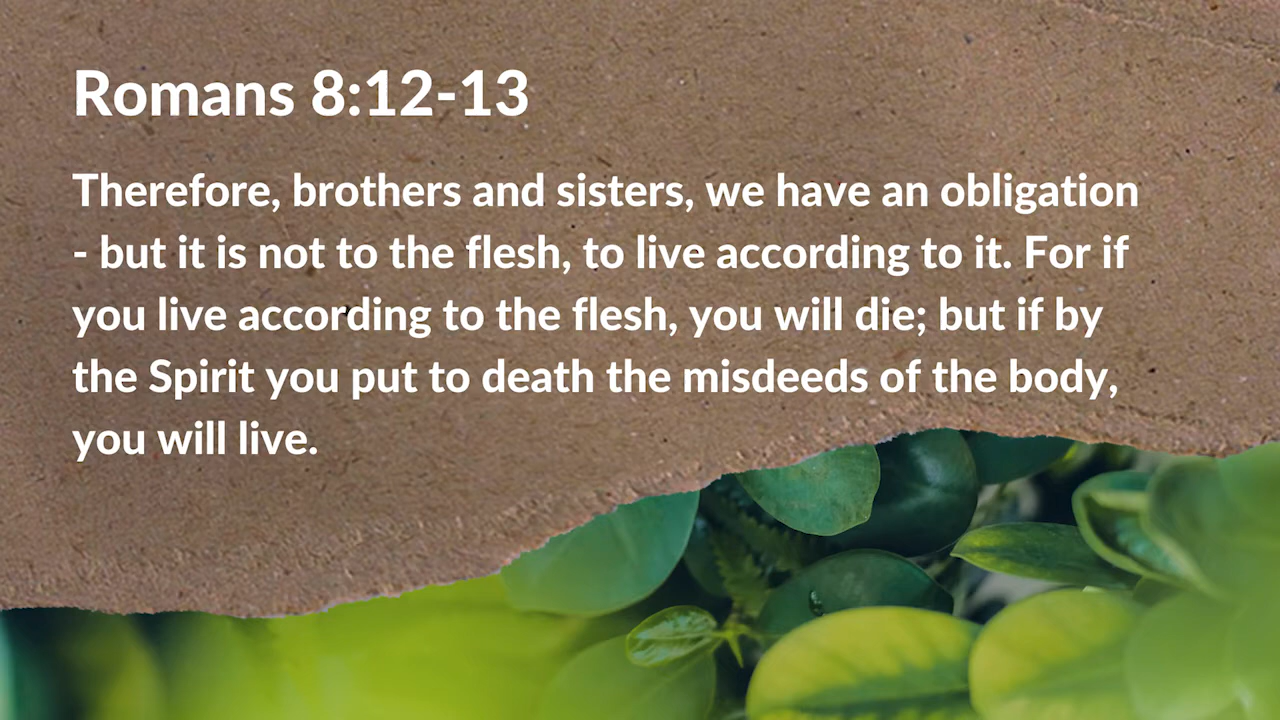 Romans 8:12-13
Therefore, brothers and sisters, we have an obligation
- but it is not to the flesh, to live according to it. For if
you live according to the flesh, you will die; but if by
the Spirit you put to death the misdeeds of the body,
you will live.